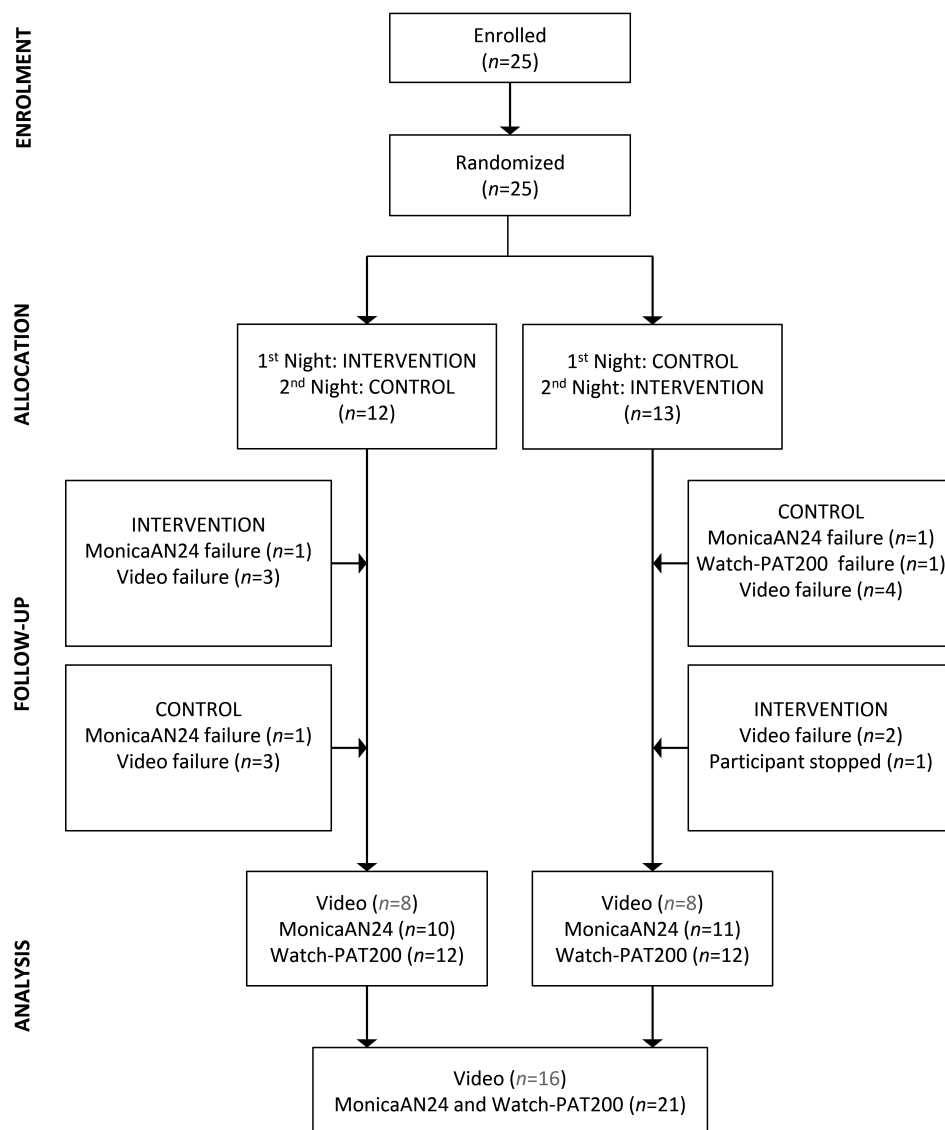 ENROLMENT
Enrolled
(n=25)
Randomized
(n=25)
ALLOCATION
1st Night: INTERVENTION
2nd Night: CONTROL
(n=12)
1st Night: CONTROL
2nd Night: INTERVENTION
(n=13)
FOLLOW-UP
INTERVENTION
MonicaAN24 failure (n=1)
Video failure (n=3)
CONTROL
MonicaAN24 failure (n=1)
Watch-PAT200 failure (n=1)
Video failure (n=4)
CONTROL
MonicaAN24 failure (n=1)
Video failure (n=3)
INTERVENTION
Video failure (n=2)
Participant stopped (n=1)
ANALYSIS
Video (n=8)
MonicaAN24 (n=10)
Watch-PAT200 (n=12)
Video (n=8)
MonicaAN24 (n=11)
Watch-PAT200 (n=12)
Video (n=16)
MonicaAN24 and Watch-PAT200 (n=21)